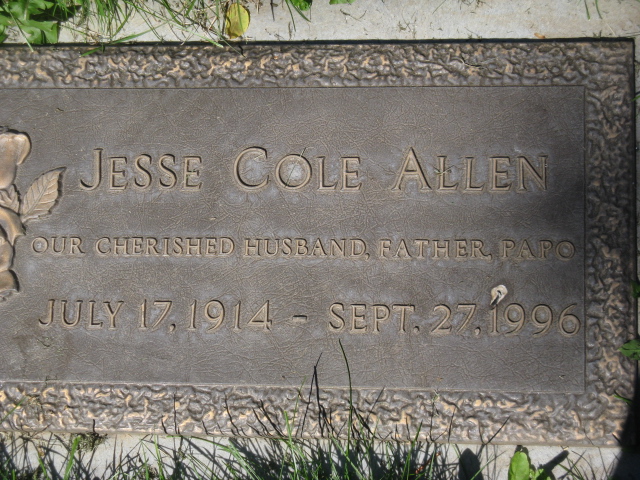 JESSE COLE ALLEN
OUR CHERISHED HUSBAND, FATHER, PAPO
JULY 17, 1914 - SEPT. 27, 1996